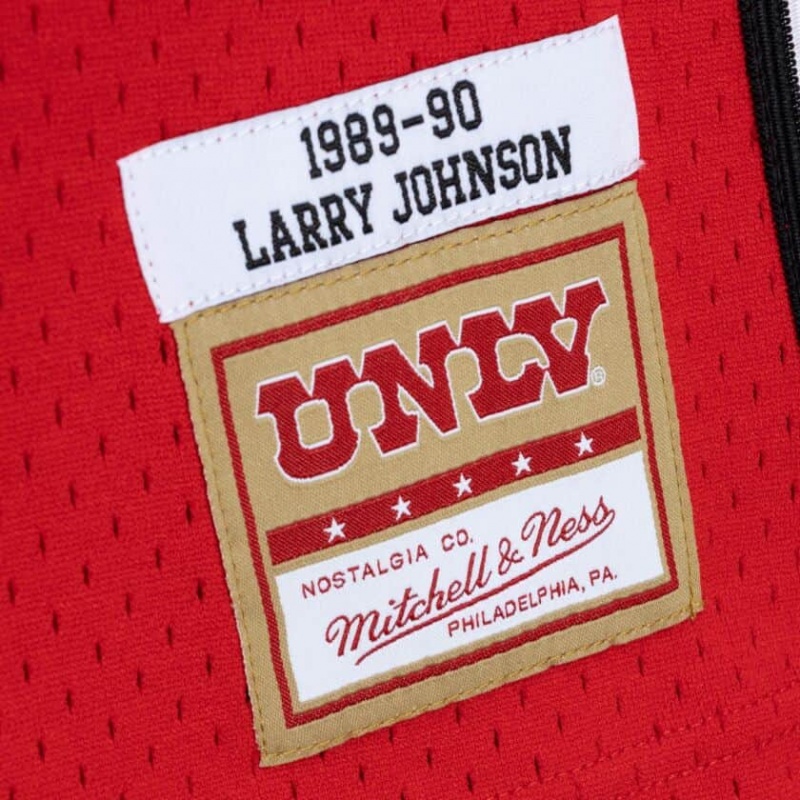 1989-90
LARRY JOHNSON
UNLV®
NOSTALGIA CO.
Mitchell & Ness
PHILADELPHIA, PA.